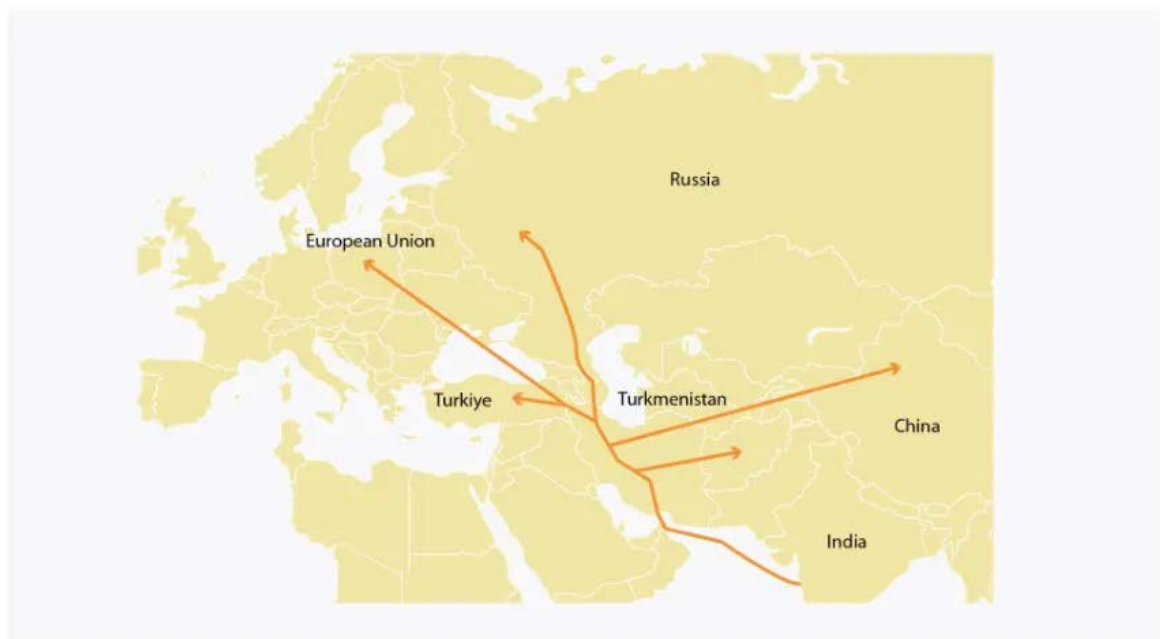 Russia
European Union
Turkiye
Turkmenistan
China
India